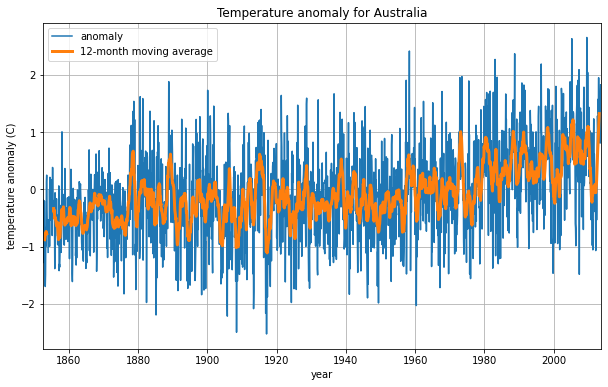 Temperature anomaly for Australia
anomaly
12-month moving average
temperature anomaly (C)
2
1
0
−1
−2
1860
1880
1900
1920
1940
1960
1980
2000
year